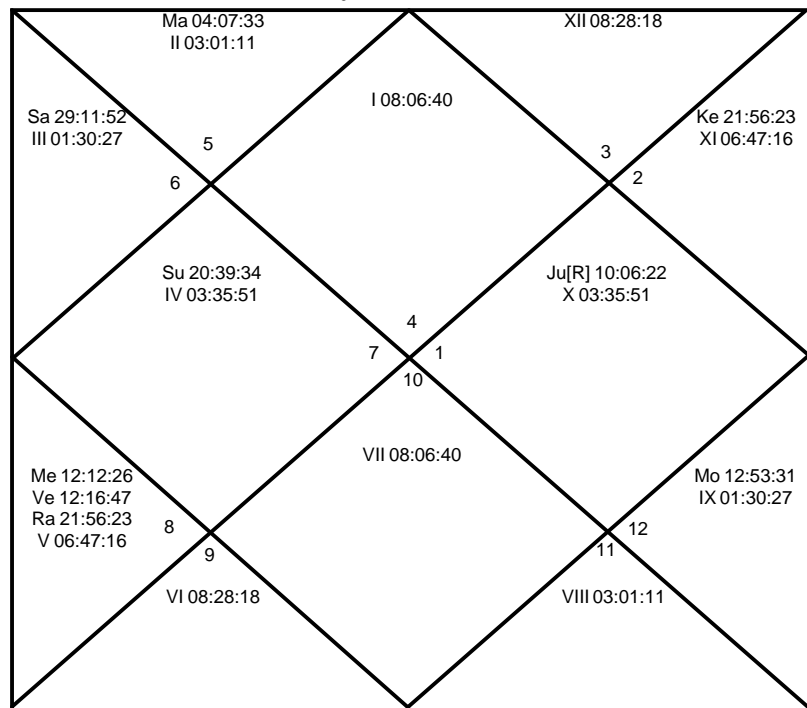 Ma 04:07:33
II 03:01:11
XII 08:28:18
I 08:06:40
Sa 29:11:52
III 01:30:27
Ke 21:56:23
XI 06:47:16
5
3
6
2
Su 20:39:34
IV 03:35:51
Ju[R] 10:06:22
X 03:35:51
4
7
1
10
VII 08:06:40
Me 12:12:26
Ve 12:16:47
Ra 21:56:23
V 06:47:16
Mo 12:53:31
IX 01:30:27
8
12
9
11
VI 08:28:18
VIII 03:01:11